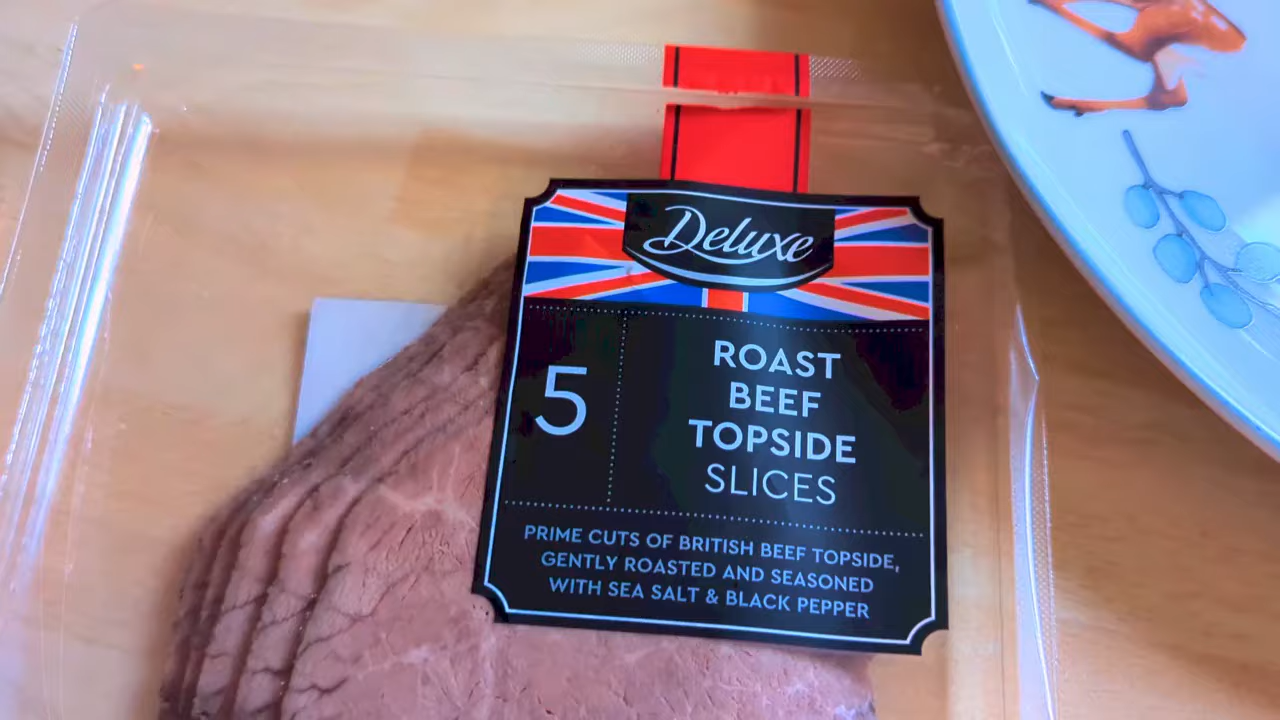 Deluxe
5
ROAST
BEEF
TOPSIDE
SLICES
PRIME CUTS OF BRITISH BEEF TOPSIDE,
GENTLY ROASTED AND SEASONED
WITH SEA SALT & BLACK PEPPER